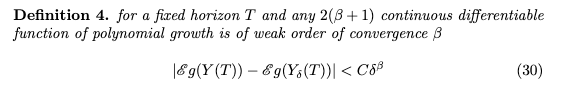 Definition 4. for a fixed horizon T and any 2(β + 1) continuous differentiable
function of polynomial growth is of weak order of convergence β
|ℰg(Y(T)) − ℰg(Y_δ(T))| < Cδ^β (30)